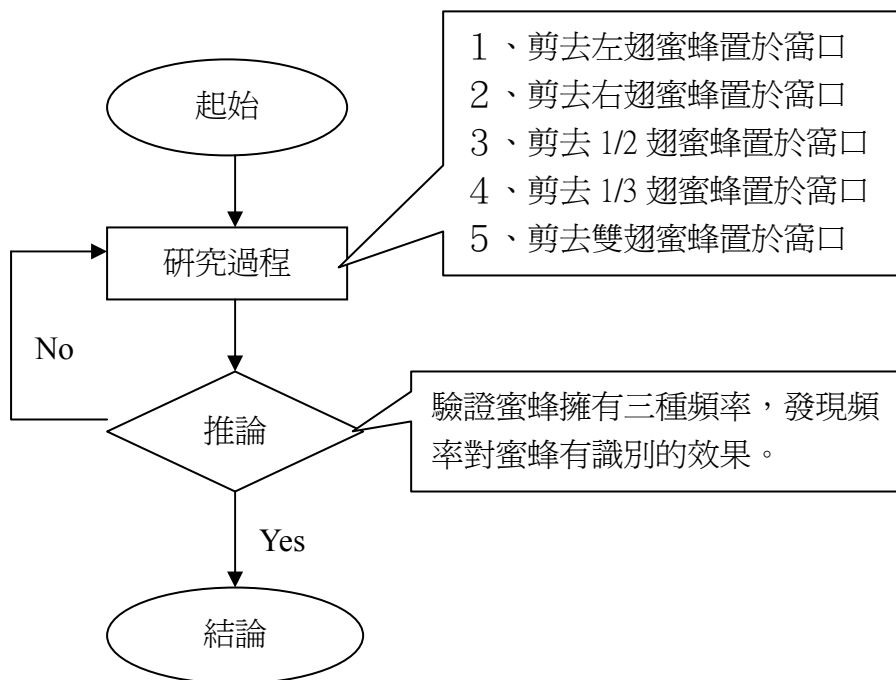 起始
1、剪去左翅蜜蜂置於窩口
2、剪去右翅蜜蜂置於窩口
3、剪去 1/2 翅蜜蜂置於窩口
4、剪去 1/3 翅蜜蜂置於窩口
5、剪去雙翅蜜蜂置於窩口
研究過程
No
推論
驗證蜜蜂擁有三種頻率，發現頻
率對蜜蜂有識別的效果。
Yes
結論